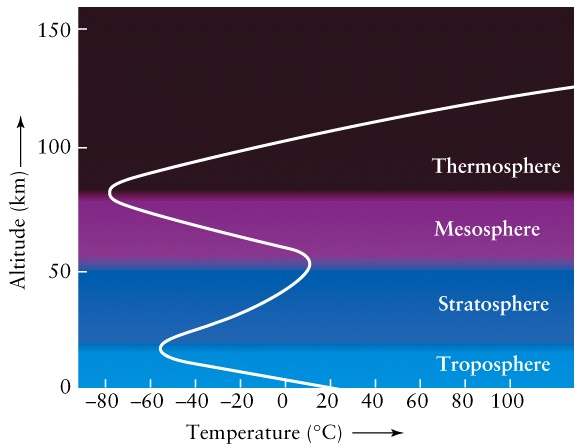 150
100
50
0
Altitude (km)
Thermosphere
Mesosphere
Stratosphere
Troposphere
–80 –60 –40 –20 0 20 40 60 80 100
Temperature (°C)